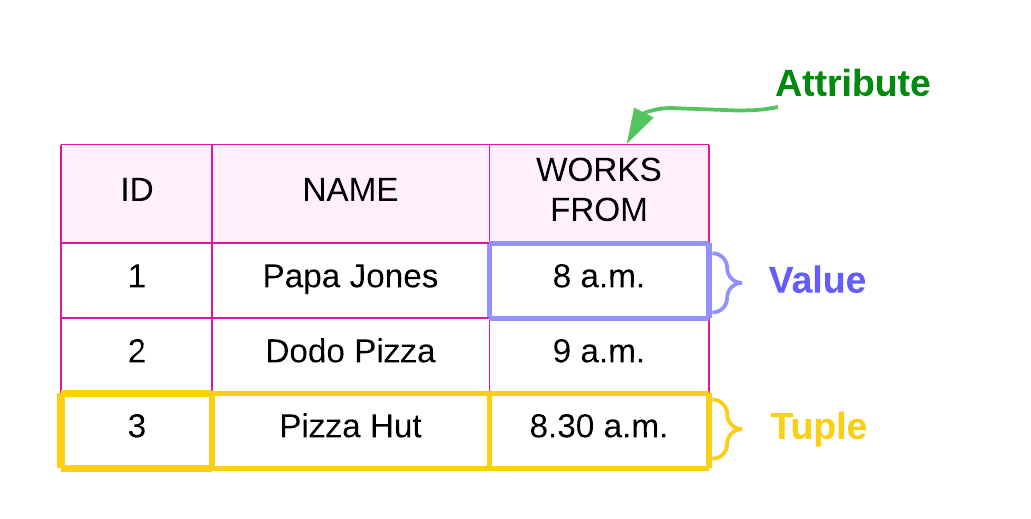 Attribute
ID NAME WORKS
FROM
1 Papa Jones 8 a.m. Value
2 Dodo Pizza 9 a.m.
3 Pizza Hut 8.30 a.m. Tuple